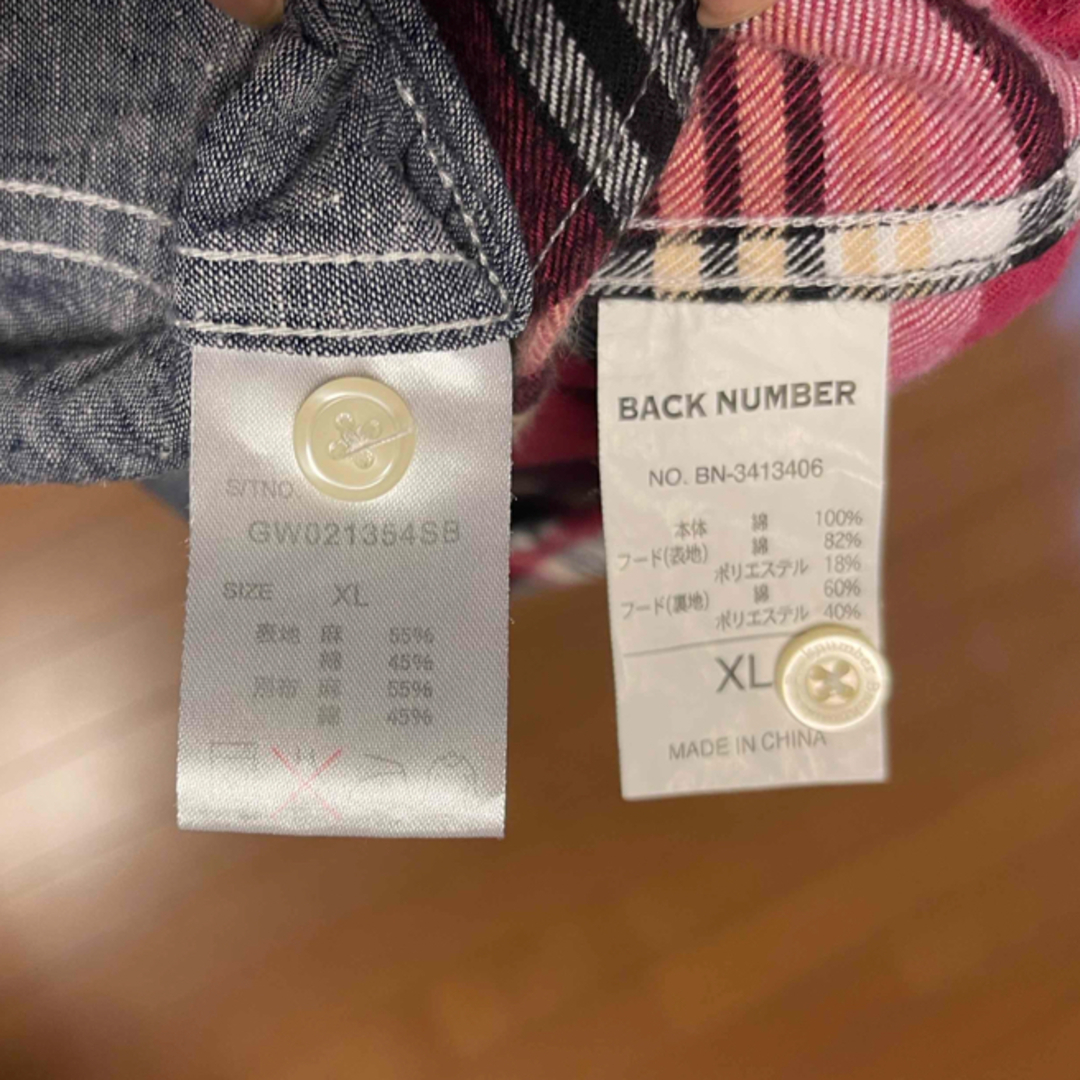 S/TNO.
GW021354SB
SIZE XL
表地 麻 55%
綿 45%
別布 麻 55%
綿 45%
BACK NUMBER
NO. BN-3413406
本体 綿 100%
フード(表地) 綿 82%
ポリエステル 18%
フード(裏地) 綿 60%
ポリエステル 40%
XL
MADE IN CHINA